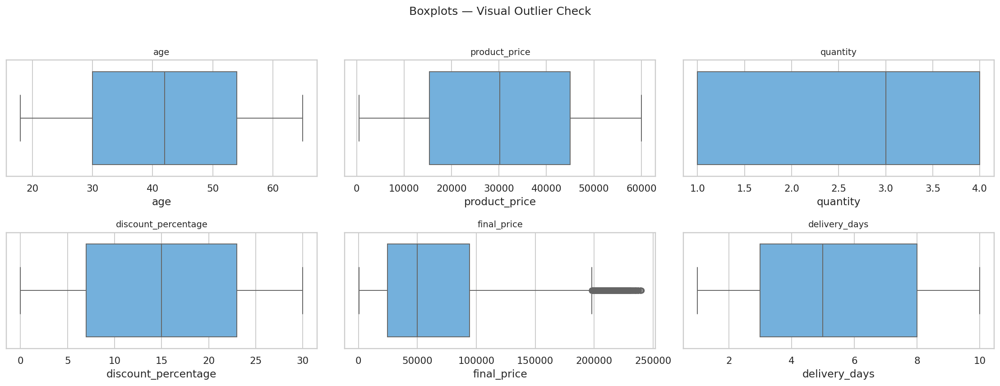 Boxplots — Visual Outlier Check
age
20 30 40 50 60
age
product_price
0 10000 20000 30000 40000 50000 60000
product_price
quantity
1.0 1.5 2.0 2.5 3.0 3.5 4.0
quantity
discount_percentage
0 5 10 15 20 25 30
discount_percentage
final_price
0 50000 100000 150000 200000 250000
final_price
delivery_days
2 4 6 8 10
delivery_days